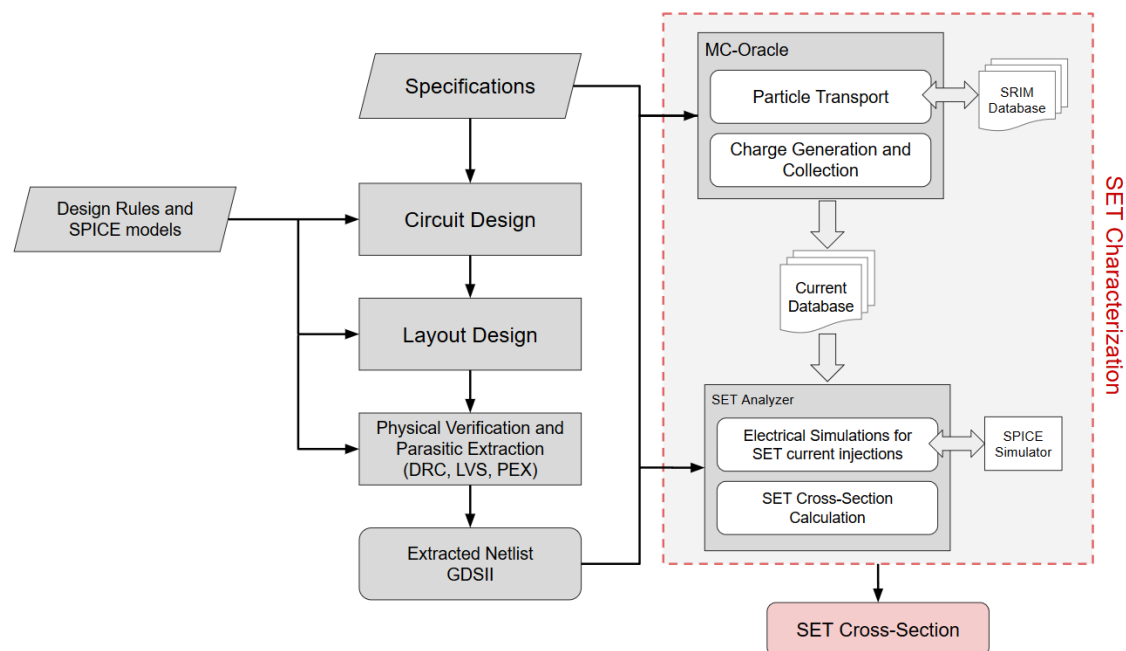 Specifications
Design Rules and
SPICE models
Circuit Design
Layout Design
Physical Verification and
Parasitic Extraction
(DRC, LVS, PEX)
Extracted Netlist
GDSII
MC-Oracle
Particle Transport
SRIM
Database
Charge Generation and
Collection
Current
Database
SET Analyzer
Electrical Simulations for
SET current injections
SPICE
Simulator
SET Cross-Section
Calculation
SET Characterization
SET Cross-Section